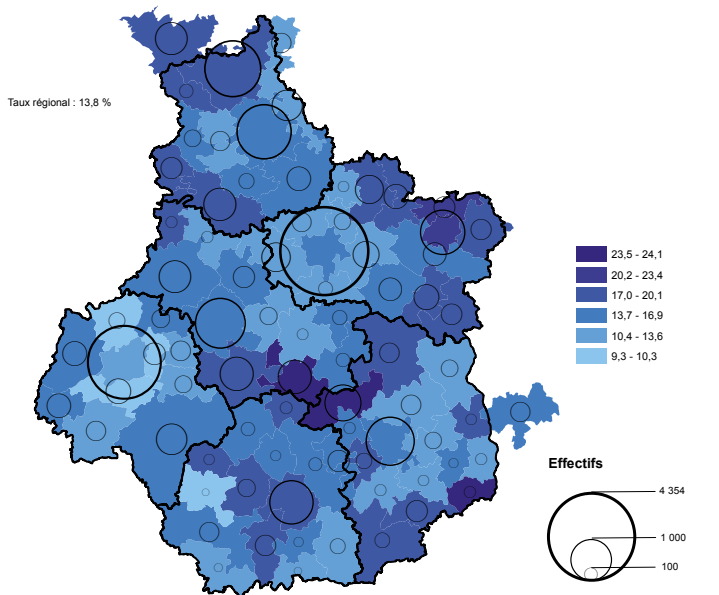 Taux régional : 13,8 %
23,5 - 24,1
20,2 - 23,4
17,0 - 20,1
13,7 - 16,9
10,4 - 13,6
9,3 - 10,3
Effectifs
4 354
1 000
100